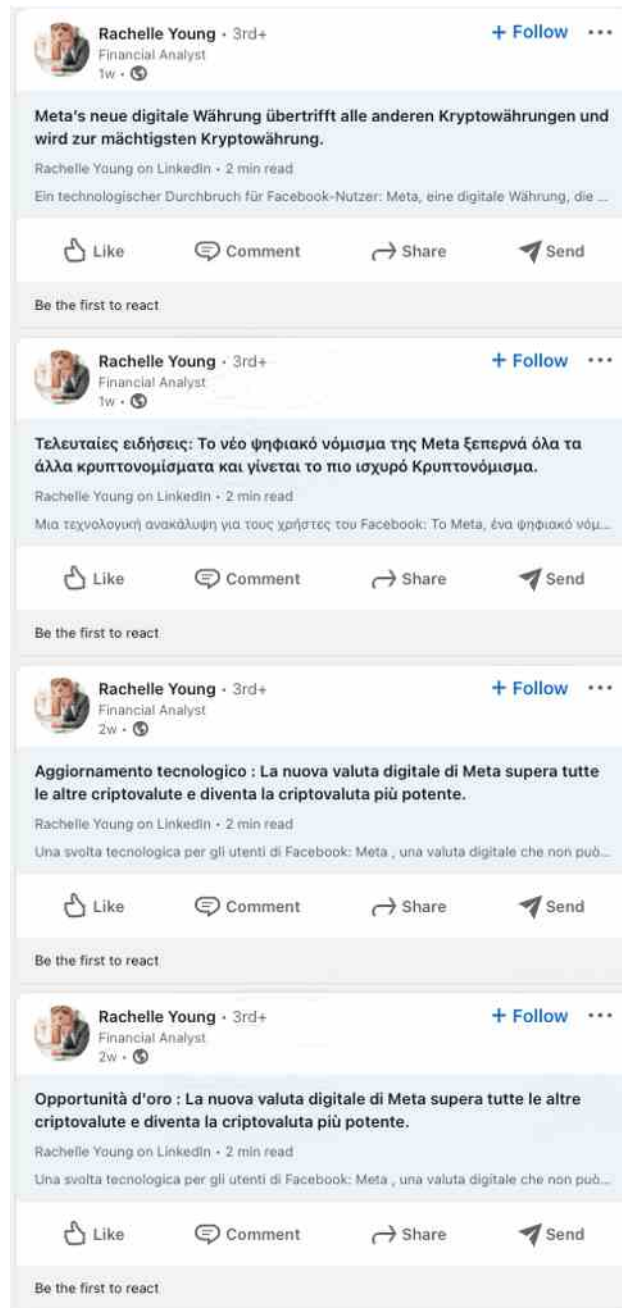 Rachelle Young · 3rd+
+ Follow ···
Financial Analyst
1w ·
Meta's neue digitale Währung übertrifft alle anderen Kryptowährungen und
wird zur mächtigsten Kryptowährung.
Rachelle Young on LinkedIn • 2 min read
Ein technologischer Durchbruch für Facebook-Nutzer: Meta, eine digitale Währung, die ...
Like Comment Share Send
Be the first to react
Rachelle Young · 3rd+
+ Follow ···
Financial Analyst
1w ·
Τελευταίες ειδήσεις: Το νέο ψηφιακό νόμισμα της Meta ξεπερνά όλα τα
άλλα κρυπτονομίσματα και γίνεται το πιο ισχυρό Κρυπτονόμισμα.
Rachelle Young on LinkedIn • 2 min read
Μια τεχνολογική ανακάλυψη για τους χρήστες του Facebook: Το Meta, ένα ψηφιακό νόμ...
Like Comment Share Send
Be the first to react
Rachelle Young · 3rd+
+ Follow ···
Financial Analyst
2w ·
Aggiornamento tecnologico : La nuova valuta digitale di Meta supera tutte
le altre criptovalute e diventa la criptovaluta più potente.
Rachelle Young on LinkedIn • 2 min read
Una svolta tecnologica per gli utenti di Facebook: Meta , una valuta digitale che non può...
Like Comment Share Send
Be the first to react
Rachelle Young · 3rd+
+ Follow ···
Financial Analyst
2w ·
Opportunità d'oro : La nuova valuta digitale di Meta supera tutte le altre
criptovalute e diventa la criptovaluta più potente.
Rachelle Young on LinkedIn • 2 min read
Una svolta tecnologica per gli utenti di Facebook: Meta , una valuta digitale che non può...
Like Comment Share Send
Be the first to react